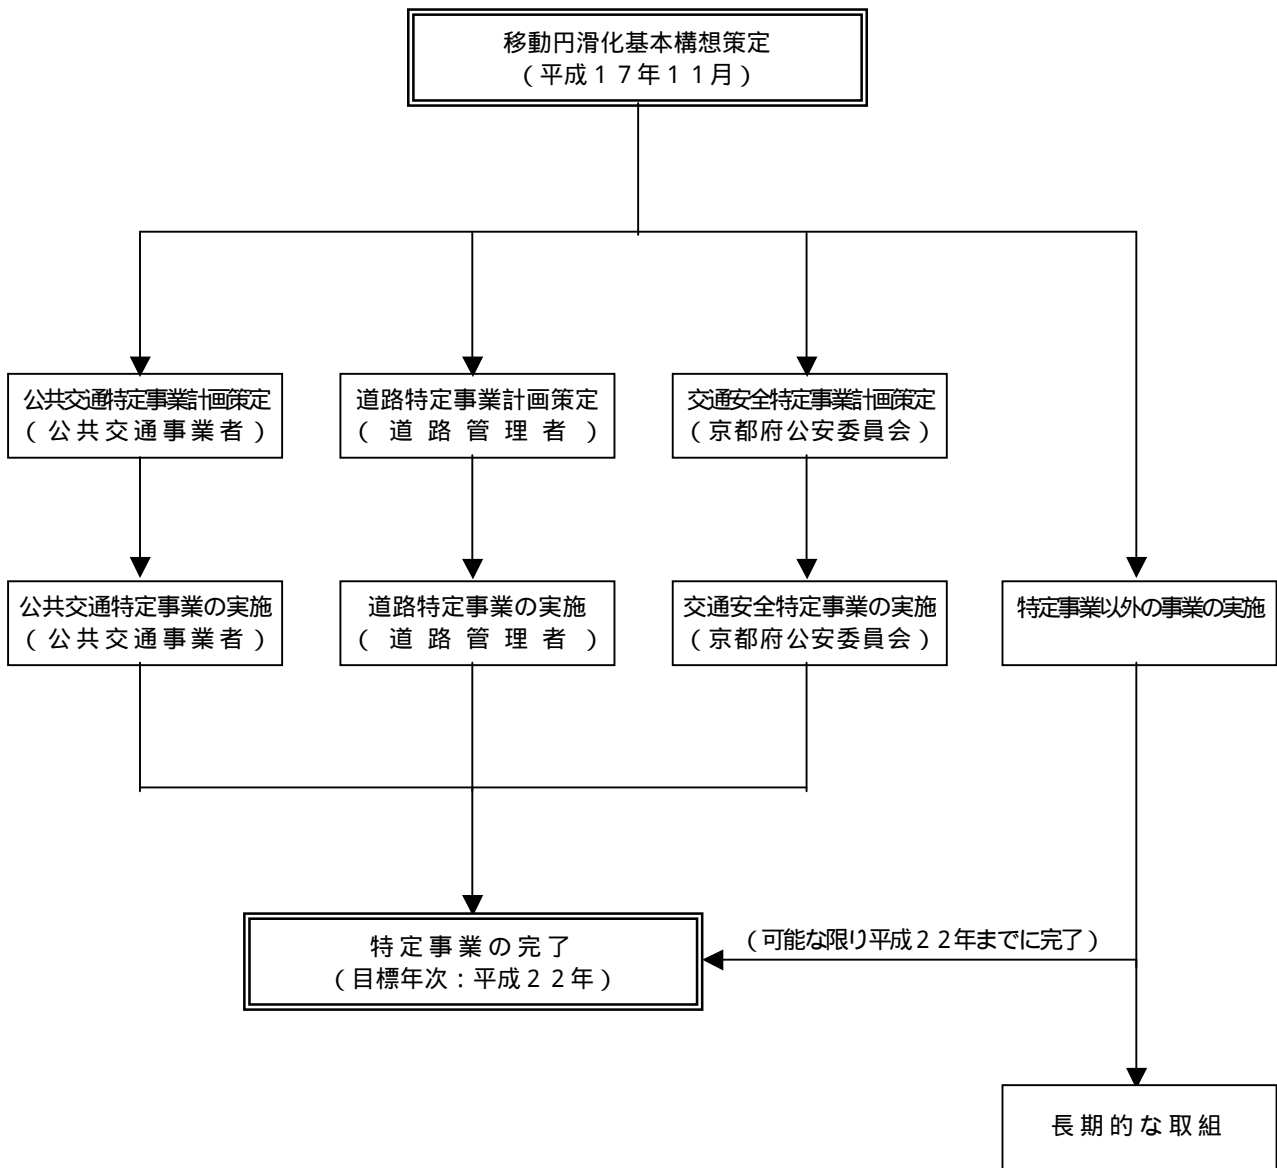 移動円滑化基本構想策定
（平成１７年１１月）
公共交通特定事業計画策定
（公共交通事業者）
道路特定事業計画策定
（道路管理者）
交通安全特定事業計画策定
（京都府公安委員会）
公共交通特定事業の実施
（公共交通事業者）
道路特定事業の実施
（道路管理者）
交通安全特定事業の実施
（京都府公安委員会）
特定事業以外の事業の実施
特定事業の完了
（目標年次：平成２２年）
（可能な限り平成２２年までに完了）
長期的な取組